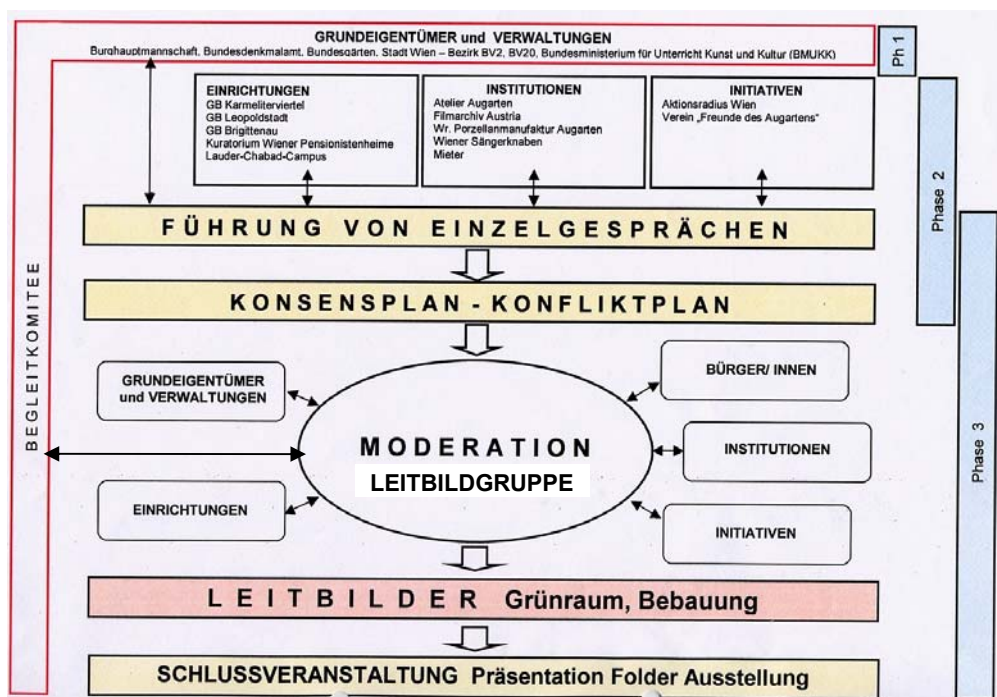 GRUNDEIGENTÜMER und VERWALTUNGEN
Burghauptmannschaft, Bundesdenkmalamt, Bundesgärten, Stadt Wien – Bezirk BV2, BV20, Bundesministerium für Unterricht Kunst und Kultur (BMUKK)
Ph 1
EINRICHTUNGEN
GB Karmeliterviertel
GB Leopoldstadt
GB Brigittenau
Kuratorium Wiener Pensionistenheime
Lauder-Chabad-Campus
INSTITUTIONEN
Atelier Augarten
Filmarchiv Austria
Wr. Porzellanmanufaktur Augarten
Wiener Sängerknaben
Mieter
INITIATIVEN
Aktionsradius Wien
Verein „Freunde des Augartens"
Phase 2
FÜHRUNG VON EINZELGESPRÄCHEN
KONSENSPLAN - KONFLIKTPLAN
BEGLEITKOMITEE
GRUNDEIGENTÜMER
und VERWALTUNGEN
EINRICHTUNGEN
MODERATION
LEITBILDGRUPPE
BÜRGER/ INNEN
INSTITUTIONEN
INITIATIVEN
Phase 3
LEITBILDER Grünraum, Bebauung
SCHLUSSVERANSTALTUNG Präsentation Folder Ausstellung